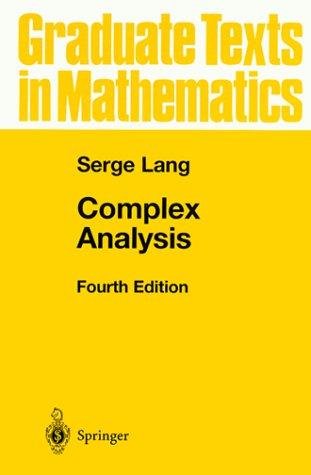 Graduate Texts
in Mathematics
Serge Lang
Complex
Analysis
Fourth Edition
Springer